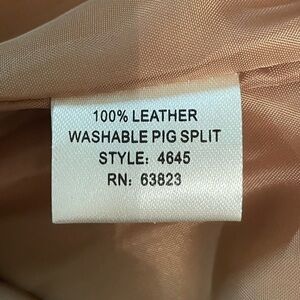 100% LEATHER
WASHABLE PIG SPLIT
STYLE: 4645
RN: 63823